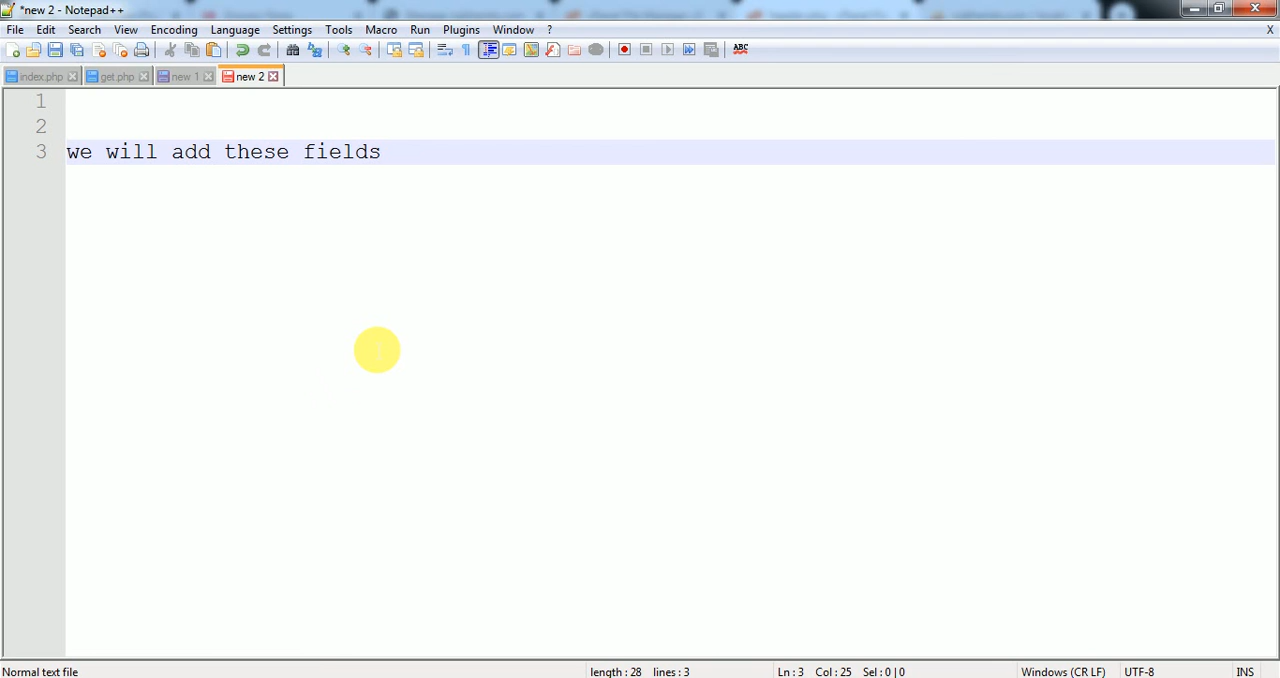 *new 2 - Notepad++
File Edit Search View Encoding Language Settings Tools Macro Run Plugins Window ? X
ABC
index.php get.php new 1 new 2
1
2
3 we will add these fields
Normal text file length : 28 lines : 3 Ln : 3 Col : 25 Sel : 0 | 0 Windows (CR LF) UTF-8 INS